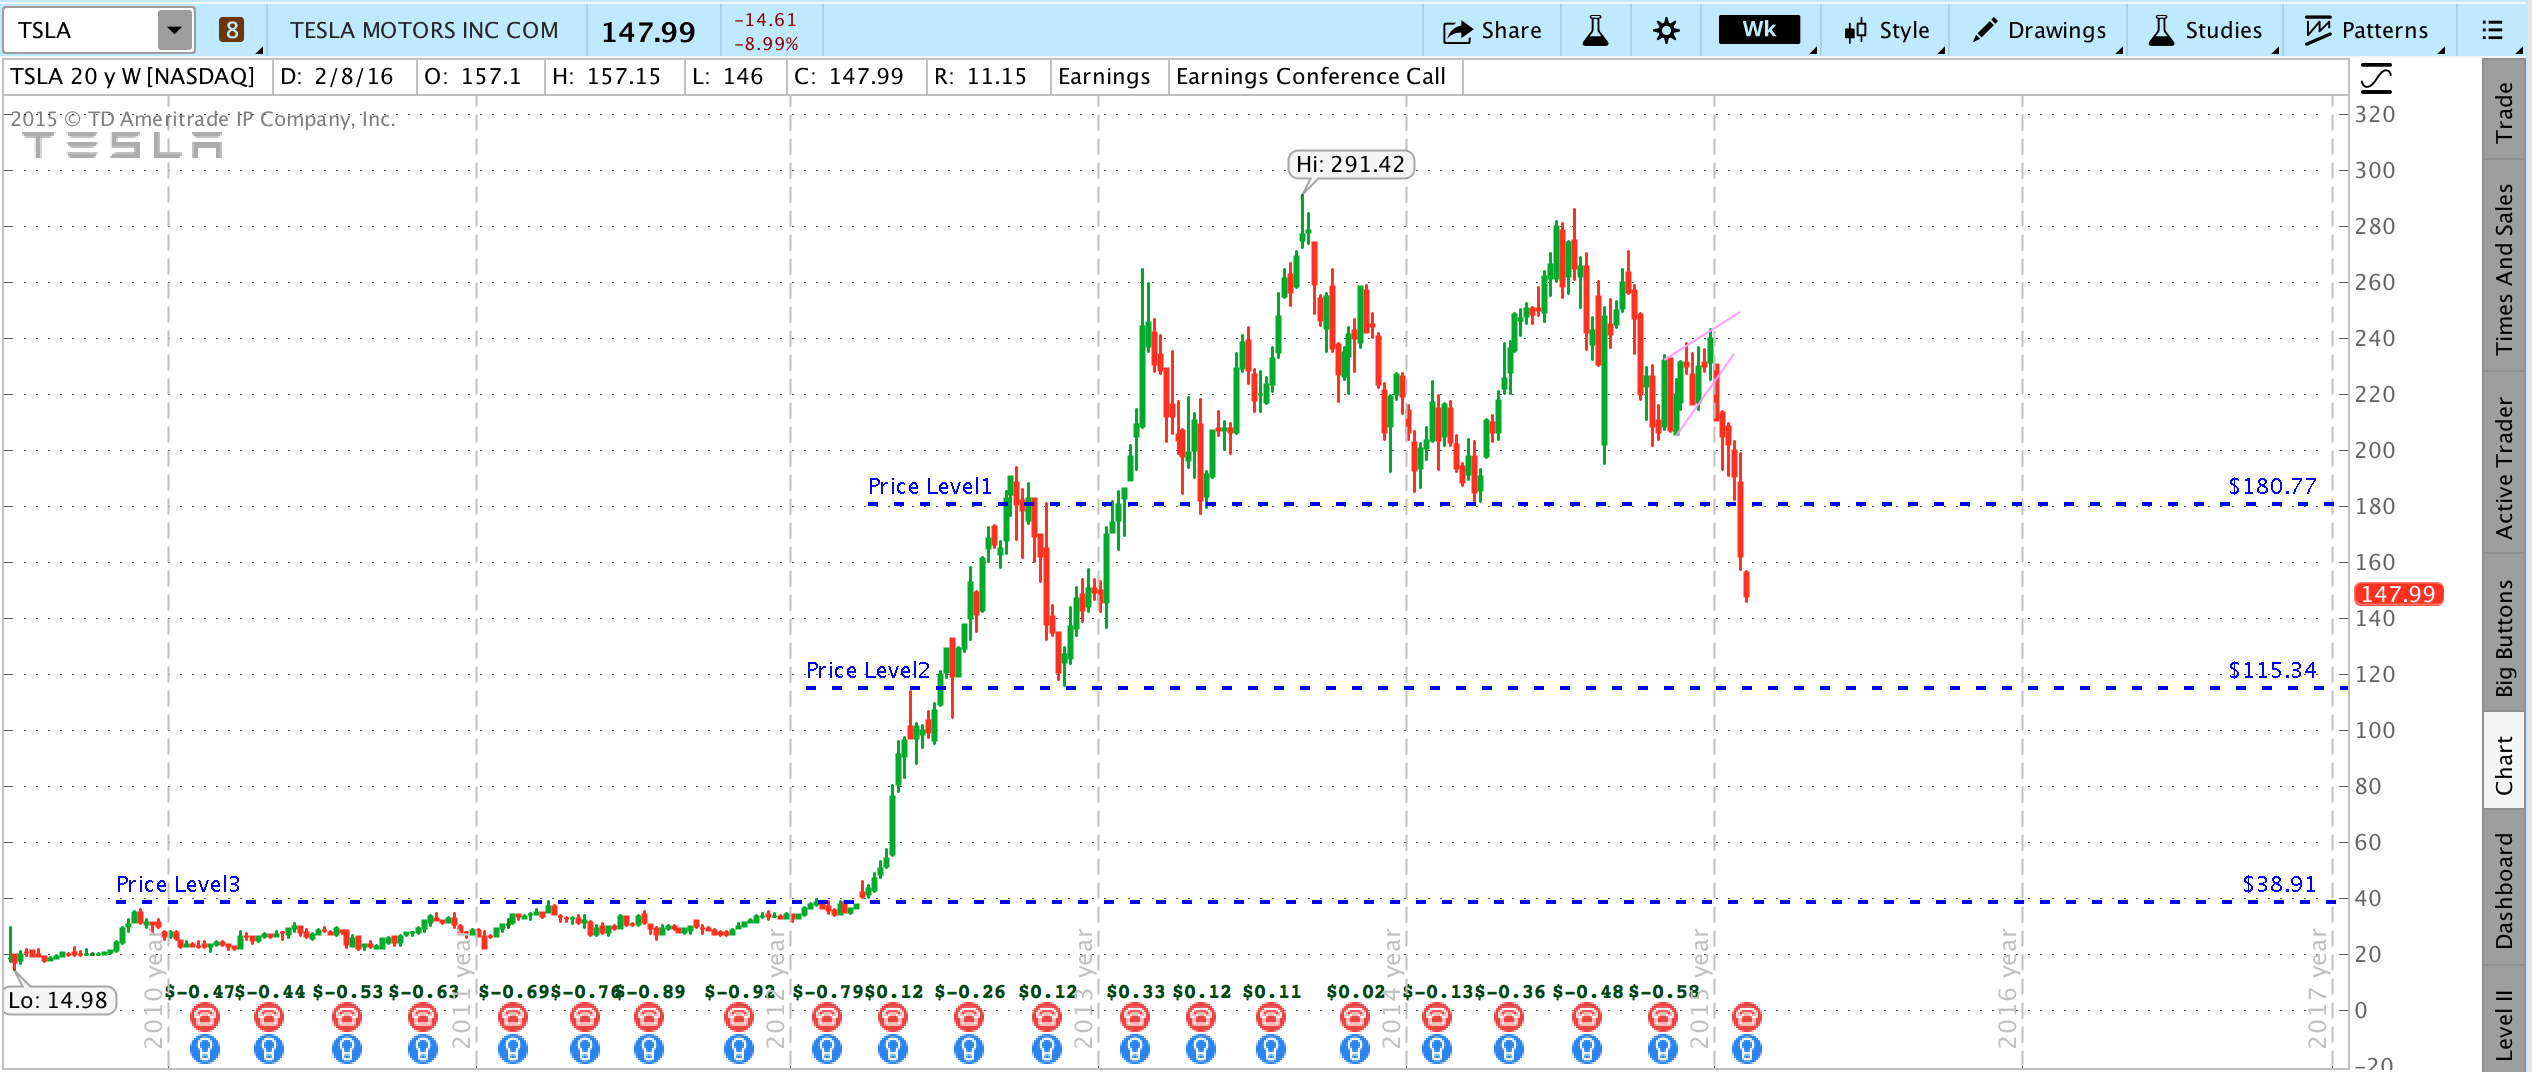 TSLA 8 TESLA MOTORS INC COM 147.99 -14.61 -8.99% Share Wk Style Drawings Studies Patterns
TSLA 20 y W [NASDAQ] D: 2/8/16 O: 157.1 H: 157.15 L: 146 C: 147.99 R: 11.15 Earnings Earnings Conference Call
2015 © TD Ameritrade IP Company, Inc.
TESLA
Hi: 291.42
Price Level1 $180.77
Price Level2 $115.34
Price Level3 $38.91
Lo: 14.98
$-0.47 $-0.44 $-0.53 $-0.63 $-0.69 $-0.76 $-0.89 $-0.92 $-0.79 $0.12 $-0.26 $0.12 $0.33 $0.12 $0.11 $0.02 $-0.13 $-0.36 $-0.48 $-0.58
2010 year
2011 year
2012 year
2013 year
2014 year
2015 year
2016 year
2017 year
320
300
280
260
240
220
200
180
160
147.99
140
120
100
80
60
40
20
0
-20
Trade
Times And Sales
Active Trader
Big Buttons
Chart
Dashboard
Level II